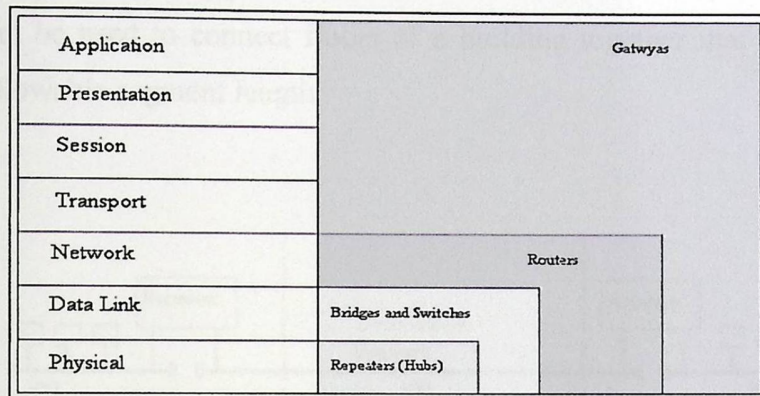 Application
Gatwyas
Presentation
Session
Transport
Network
Routers
Data Link
Bridges and Switches
Physical
Repeaters (Hubs)